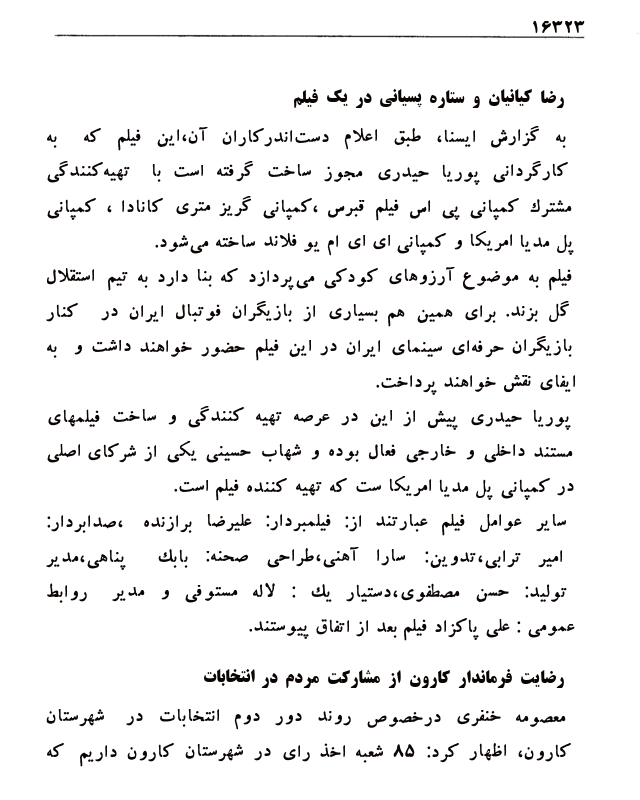 ۱۶۳۲۳
رضا کیانیان و ستاره پسیانی در یک فیلم
به گزارش ایسنا، طبق اعلام دست‌اندرکاران آن،این فیلم که به
کارگردانی پوریا حیدری مجوز ساخت گرفته است با تهیه‌کنندگی
مشترك کمپانی پی اس فیلم قبرس ،کمپانی گریز متری کانادا ، کمپانی
پل مدیا امریکا و کمپانی ای ای ام یو فلاند ساخته می‌شود.
فیلم به موضوع آرزوهای کودکی می‌پردازد که بنا دارد به تیم استقلال
گل بزند. برای همین هم بسیاری از بازیگران فوتبال ایران در کنار
بازیگران حرفه‌ای سینمای ایران در این فیلم حضور خواهند داشت و به
ایفای نقش خواهند پرداخت.
پوریا حیدری پیش از این در عرصه تهیه کنندگی و ساخت فیلمهای
مستند داخلی و خارجی فعال بوده و شهاب حسینی یکی از شرکای اصلی
در کمپانی پل مدیا امریکا ست که تهیه کننده فیلم است.
سایر عوامل فیلم عبارتند از: فیلمبردار: علیرضا برازنده ،صدابردار:
امیر ترابی،تدوین: سارا آهنی،طراحی صحنه: بابك پناهی،مدیر
تولید: حسن مصطفوی،دستیار یك : لاله مستوفی و مدیر روابط
عمومی : علی پاکزاد فیلم بعد از اتفاق پیوستند.
رضایت فرماندار کارون از مشارکت مردم در انتخابات
معصومه خنفری درخصوص روند دور دوم انتخابات در شهرستان
کارون، اظهار کرد: ۸۵ شعبه اخذ رای در شهرستان کارون داریم که